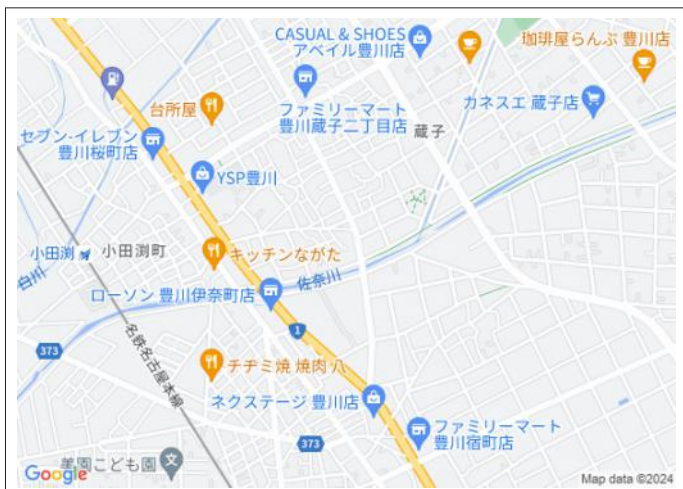 CASUAL & SHOES
アベイル豊川店
珈琲屋らんぷ 豊川店
台所屋
カネスエ 蔵子店
ファミリーマート
豊川蔵子二丁目店
蔵子
セブン-イレブン
豊川桜町店
YSP豊川
小田渕
小田渕町
キッチンながた
白川
佐奈川
ローソン 豊川伊奈町店
1
373
名鉄名古屋本線
チヂミ焼 焼肉 八
ネクステージ 豊川店
ファミリーマート
豊川宿町店
373
美園こども園
文
Google
Map data ©2024